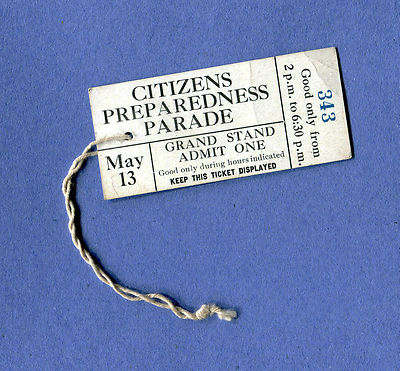 CITIZENS
PREPAREDNESS
PARADE
May
13
GRAND STAND
ADMIT ONE
Good only during hours indicated
KEEP THIS TICKET DISPLAYED
343
Good only from
2 p.m. to 6:30 p.m.